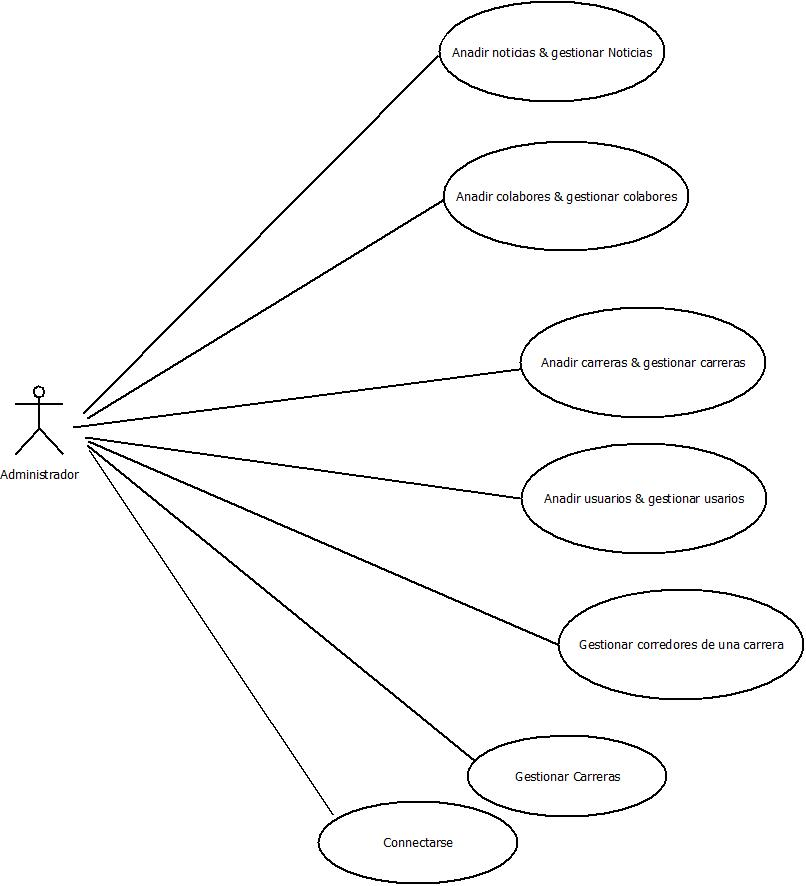 Anadir noticias & gestionar Noticias
Anadir colabores & gestionar colabores
Anadir carreras & gestionar carreras
Administrador
Anadir usuarios & gestionar usarios
Gestionar corredores de una carrera
Gestionar Carreras
Connectarse